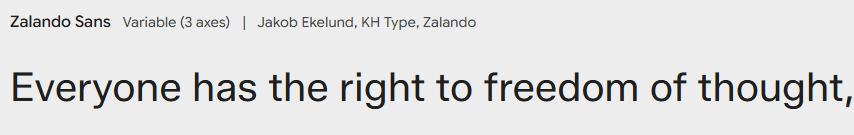 Zalando Sans Variable (3 axes) | Jakob Ekelund, KH Type, Zalando
Everyone has the right to freedom of thought,